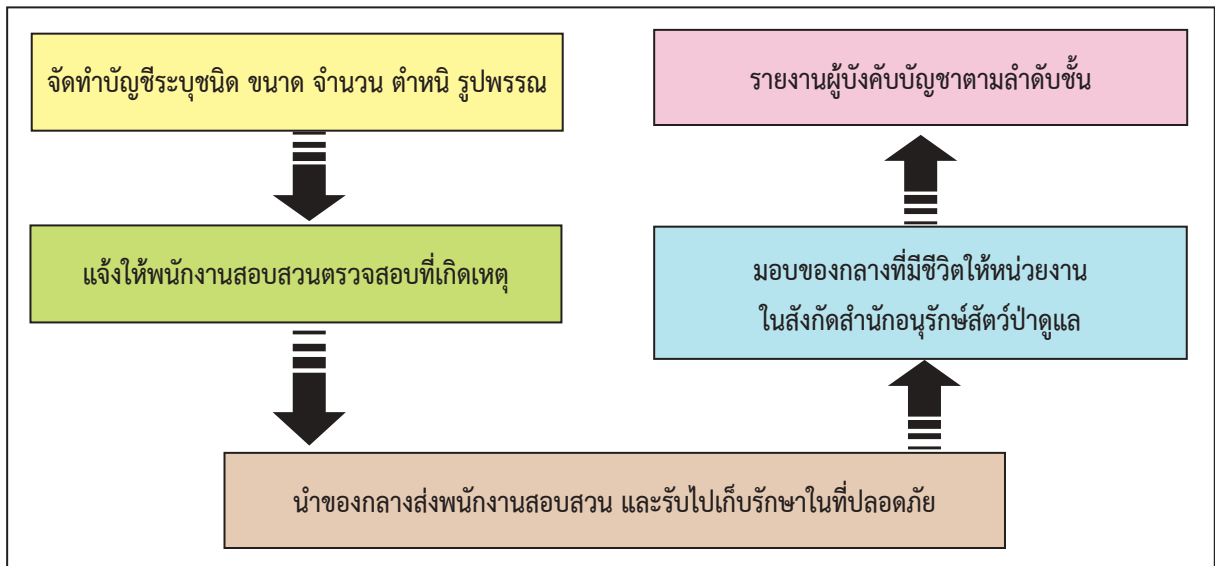 จัดทำบัญชีระบุชนิด ขนาด จำนวน ตำหนิ รูปพรรณ
แจ้งให้พนักงานสอบสวนตรวจสอบที่เกิดเหตุ
นำของกลางส่งพนักงานสอบสวน และรับไปเก็บรักษาในที่ปลอดภัย
มอบของกลางที่มีชีวิตให้หน่วยงาน
ในสังกัดสำนักอนุรักษ์สัตว์ป่าดูแล
รายงานผู้บังคับบัญชาตามลำดับชั้น